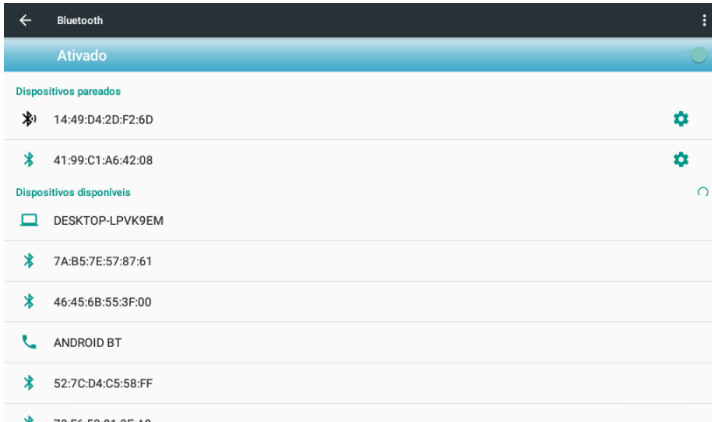 Bluetooth
Ativado
Dispositivos pareados
14:49:D4:2D:F2:6D
41:99:C1:A6:42:08
Dispositivos disponíveis
DESKTOP-LPVK9EM
7A:B5:7E:57:87:61
46:45:6B:55:3F:00
ANDROID BT
52:7C:D4:C5:58:FF